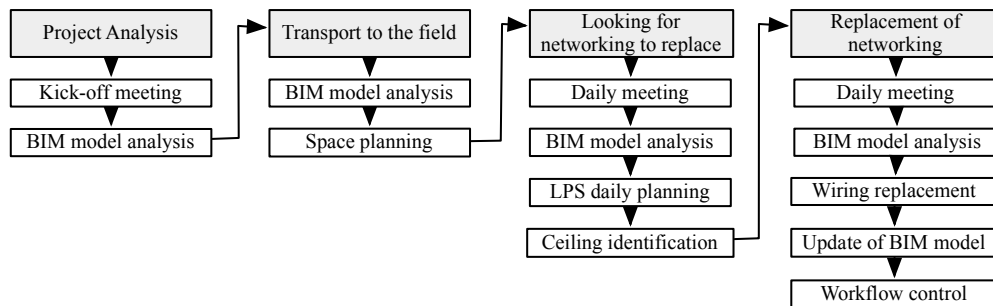 Project Analysis
Kick-off meeting
BIM model analysis
Transport to the field
BIM model analysis
Space planning
Looking for
networking to replace
Daily meeting
BIM model analysis
LPS daily planning
Ceiling identification
Replacement of
networking
Daily meeting
BIM model analysis
Wiring replacement
Update of BIM model
Workflow control